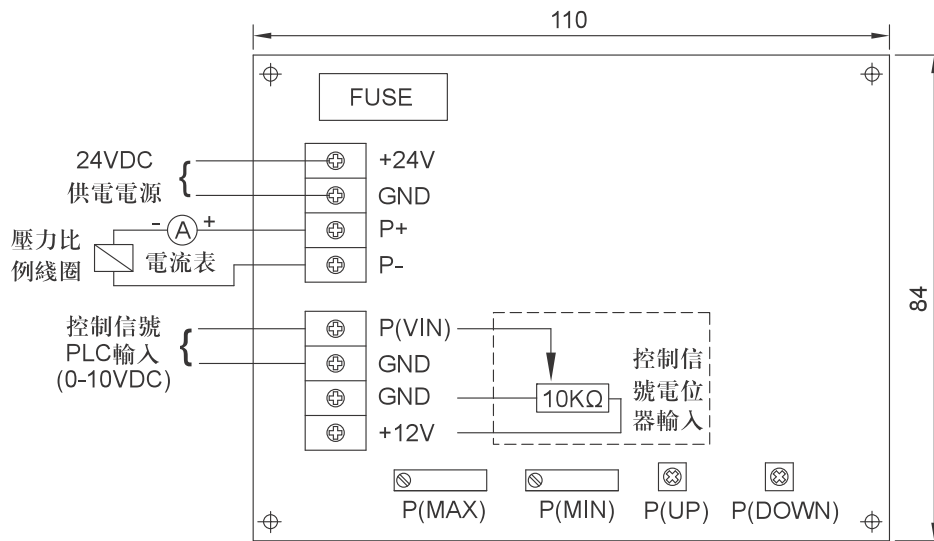 110
FUSE
24VDC
供電電源
+24V
GND
P+
P-
- A +
電流表
壓力比
例綫圈
控制信號
PLC輸入
(0-10VDC)
P(VIN)
GND
GND
+12V
10KΩ
控制信
號電位
器輸入
84
P(MAX)
P(MIN)
P(UP)
P(DOWN)